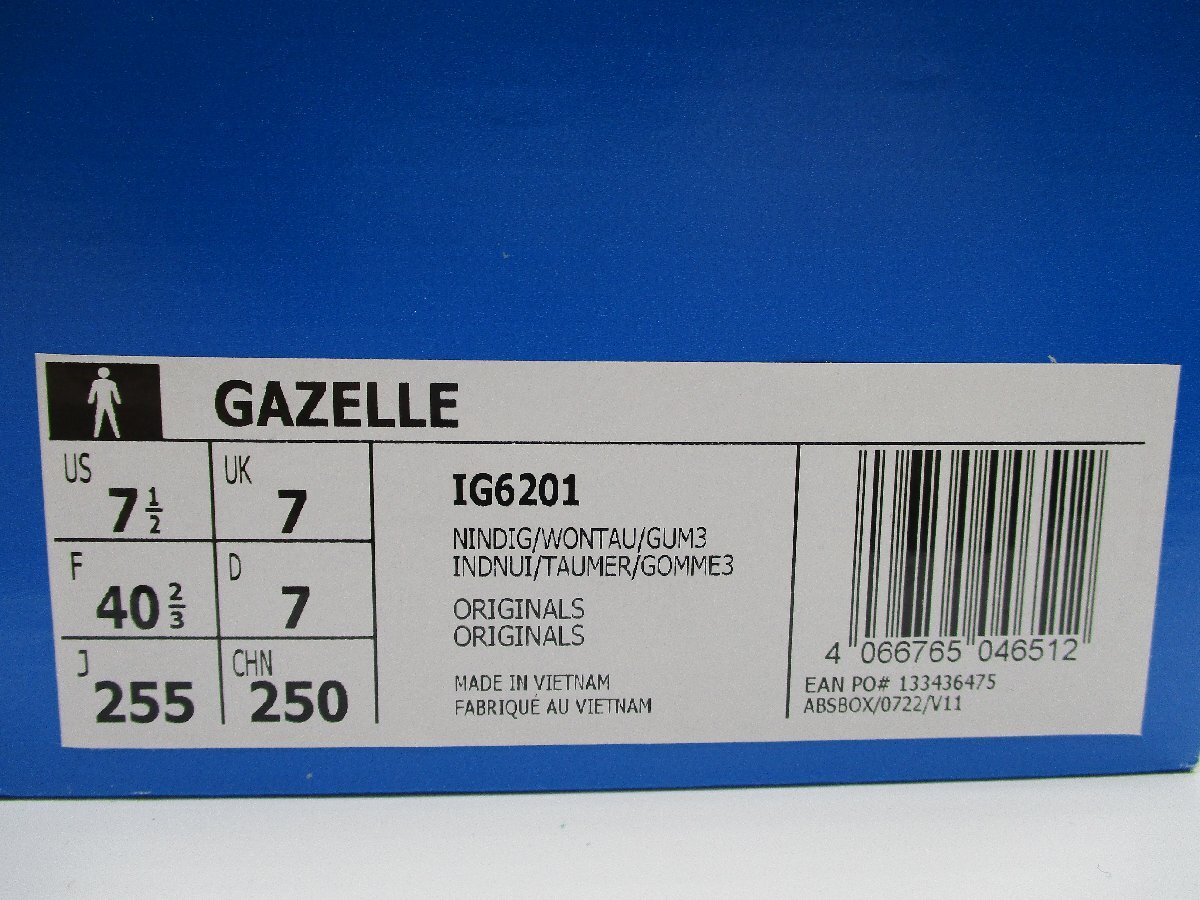 GAZELLE
US 7 1/2
UK 7
F 40 2/3
D 7
J 255
CHN 250
IG6201
NINDIG/WONTAU/GUM3
INDNUI/TAUMER/GOMME3
ORIGINALS
ORIGINALS
MADE IN VIETNAM
FABRIQUÉ AU VIETNAM
4 066765 046512
EAN PO# 133436475
ABSBOX/0722/V11